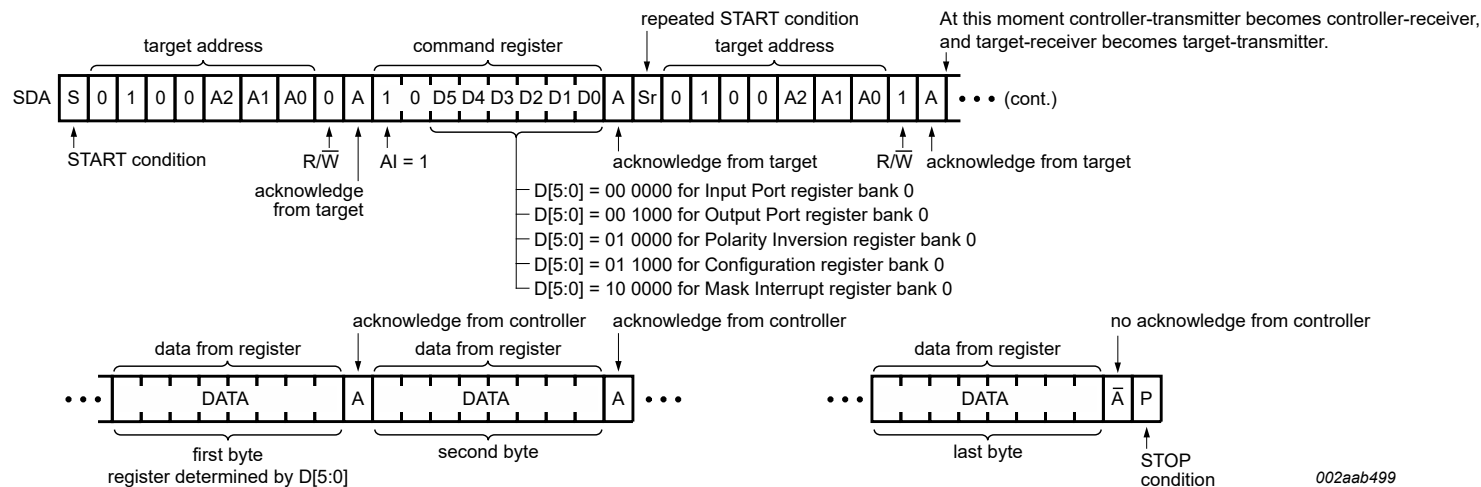 repeated START condition
At this moment controller-transmitter becomes controller-receiver,
and target-receiver becomes target-transmitter.
target address
command register
target address
SDA S 0 1 0 0 A2 A1 A0 0 A 1 0 D5 D4 D3 D2 D1 D0 A Sr 0 1 0 0 A2 A1 A0 1 A • • • (cont.)
START condition
R/W̅
AI = 1
acknowledge from target
R/W̅
acknowledge from target
acknowledge
from target
D[5:0] = 00 0000 for Input Port register bank 0
D[5:0] = 00 1000 for Output Port register bank 0
D[5:0] = 01 0000 for Polarity Inversion register bank 0
D[5:0] = 01 1000 for Configuration register bank 0
D[5:0] = 10 0000 for Mask Interrupt register bank 0
acknowledge from controller
acknowledge from controller
no acknowledge from controller
data from register
data from register
data from register
• • • DATA A DATA A • • • • • • DATA A̅ P
first byte
register determined by D[5:0]
second byte
last byte
STOP
condition
002aab499